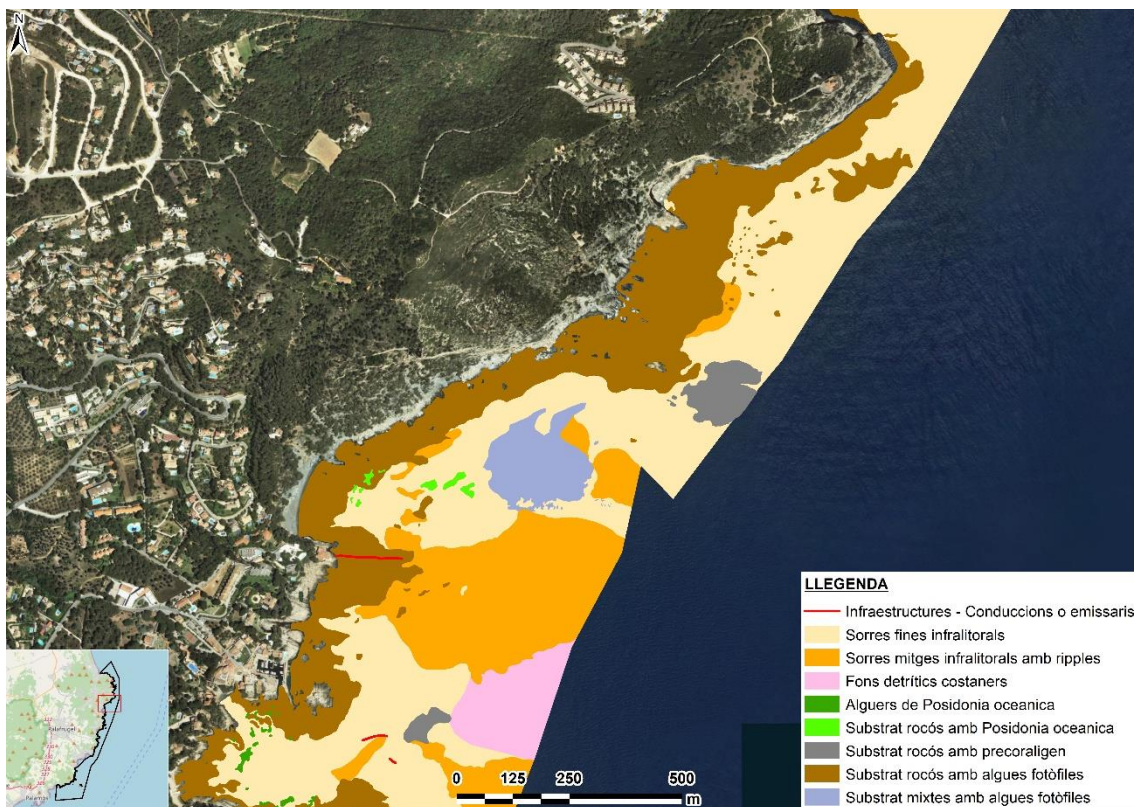 N
LLEGENDA
Infraestructures - Conduccions o emissaris
Sorres fines infralitorals
Sorres mitges infralitorals amb ripples
Fons detrítics costaners
Alguers de Posidonia oceanica
Substrat rocós amb Posidonia oceanica
Substrat rocós amb precoraligen
Substrat rocós amb algues fotòfiles
Substrat mixtes amb algues fotòfiles
0 125 250 500
m
Palafrugell
Palamós